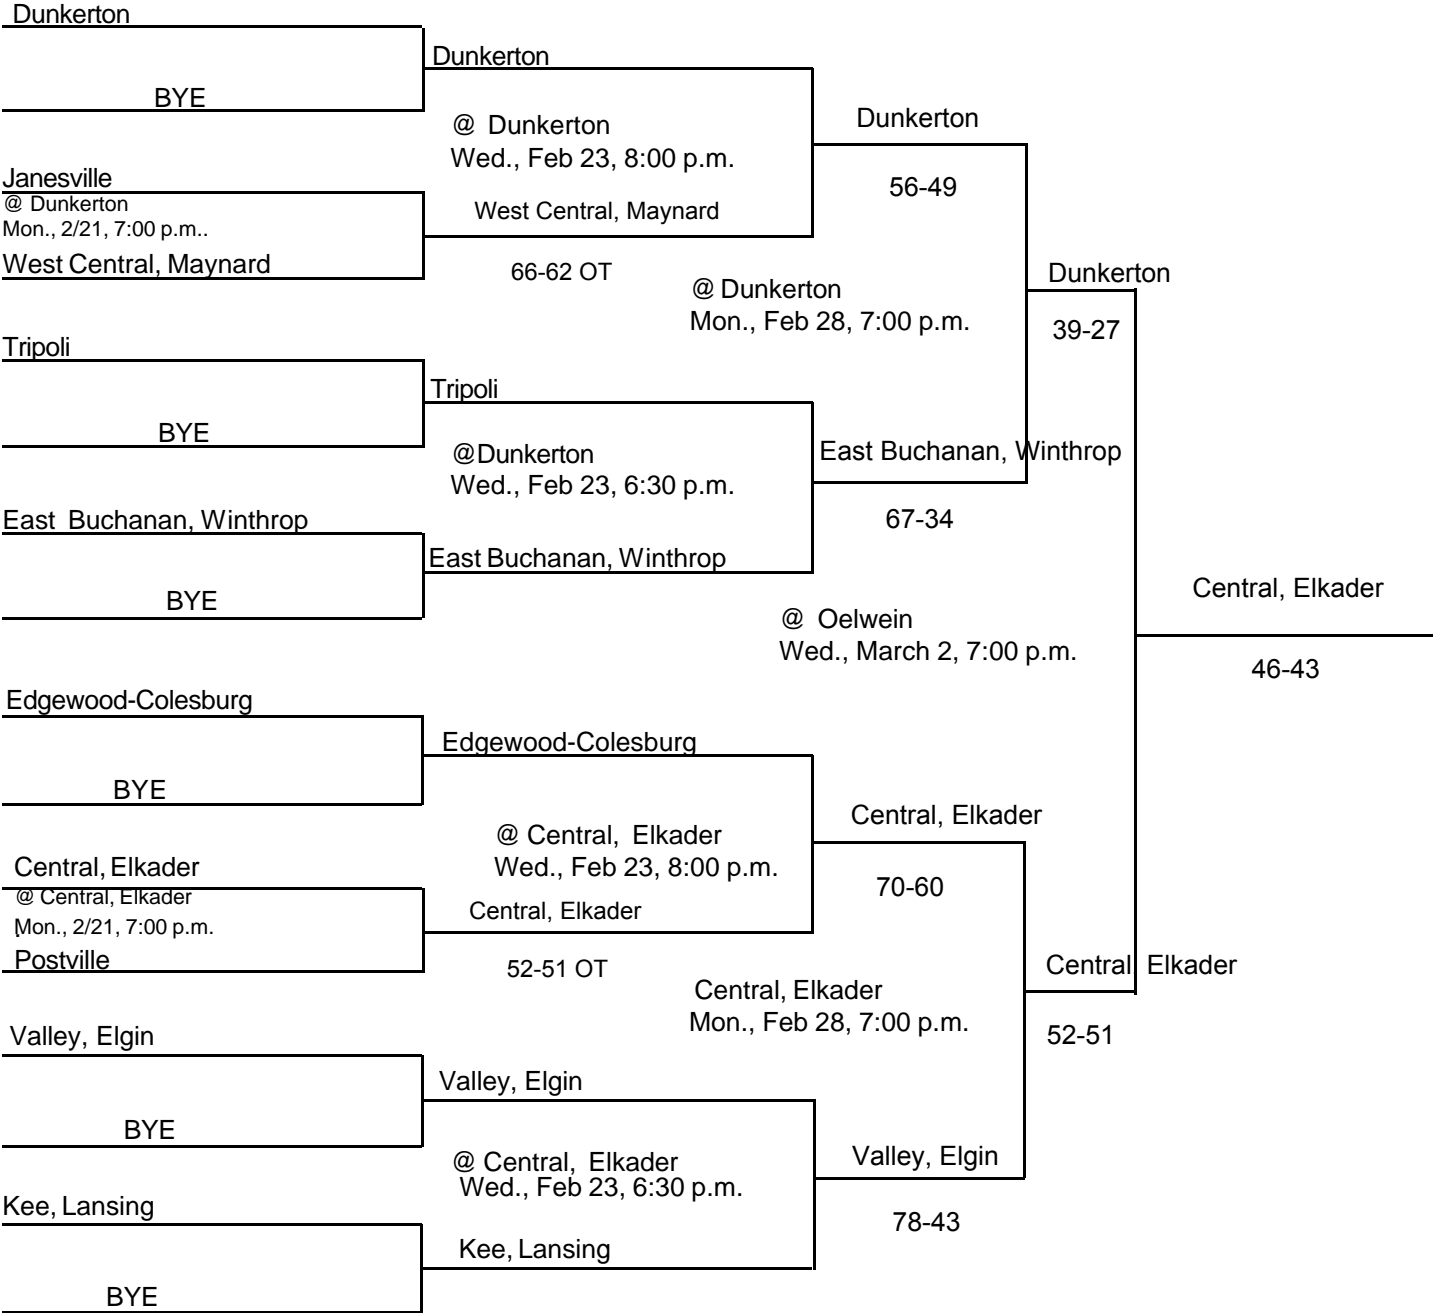 Dunkerton
BYE
Janesville
@ Dunkerton
Mon., 2/21, 7:00 p.m..
West Central, Maynard
Tripoli
BYE
East Buchanan, Winthrop
BYE
Edgewood-Colesburg
BYE
Central, Elkader
@ Central, Elkader
Mon., 2/21, 7:00 p.m.
Postville
Valley, Elgin
BYE
Kee, Lansing
BYE
Dunkerton
@ Dunkerton
Wed., Feb 23, 8:00 p.m.
West Central, Maynard
66-62 OT
Tripoli
@Dunkerton
Wed., Feb 23, 6:30 p.m.
East Buchanan, Winthrop
Edgewood-Colesburg
@ Central, Elkader
Wed., Feb 23, 8:00 p.m.
Central, Elkader
52-51 OT
Valley, Elgin
@ Central, Elkader
Wed., Feb 23, 6:30 p.m.
Kee, Lansing
Dunkerton
56-49
@ Dunkerton
Mon., Feb 28, 7:00 p.m.
East Buchanan, Winthrop
67-34
Central, Elkader
70-60
Central, Elkader
Mon., Feb 28, 7:00 p.m.
Valley, Elgin
78-43
Dunkerton
39-27
@ Oelwein
Wed., March 2, 7:00 p.m.
Central, Elkader
52-51
Central, Elkader
46-43